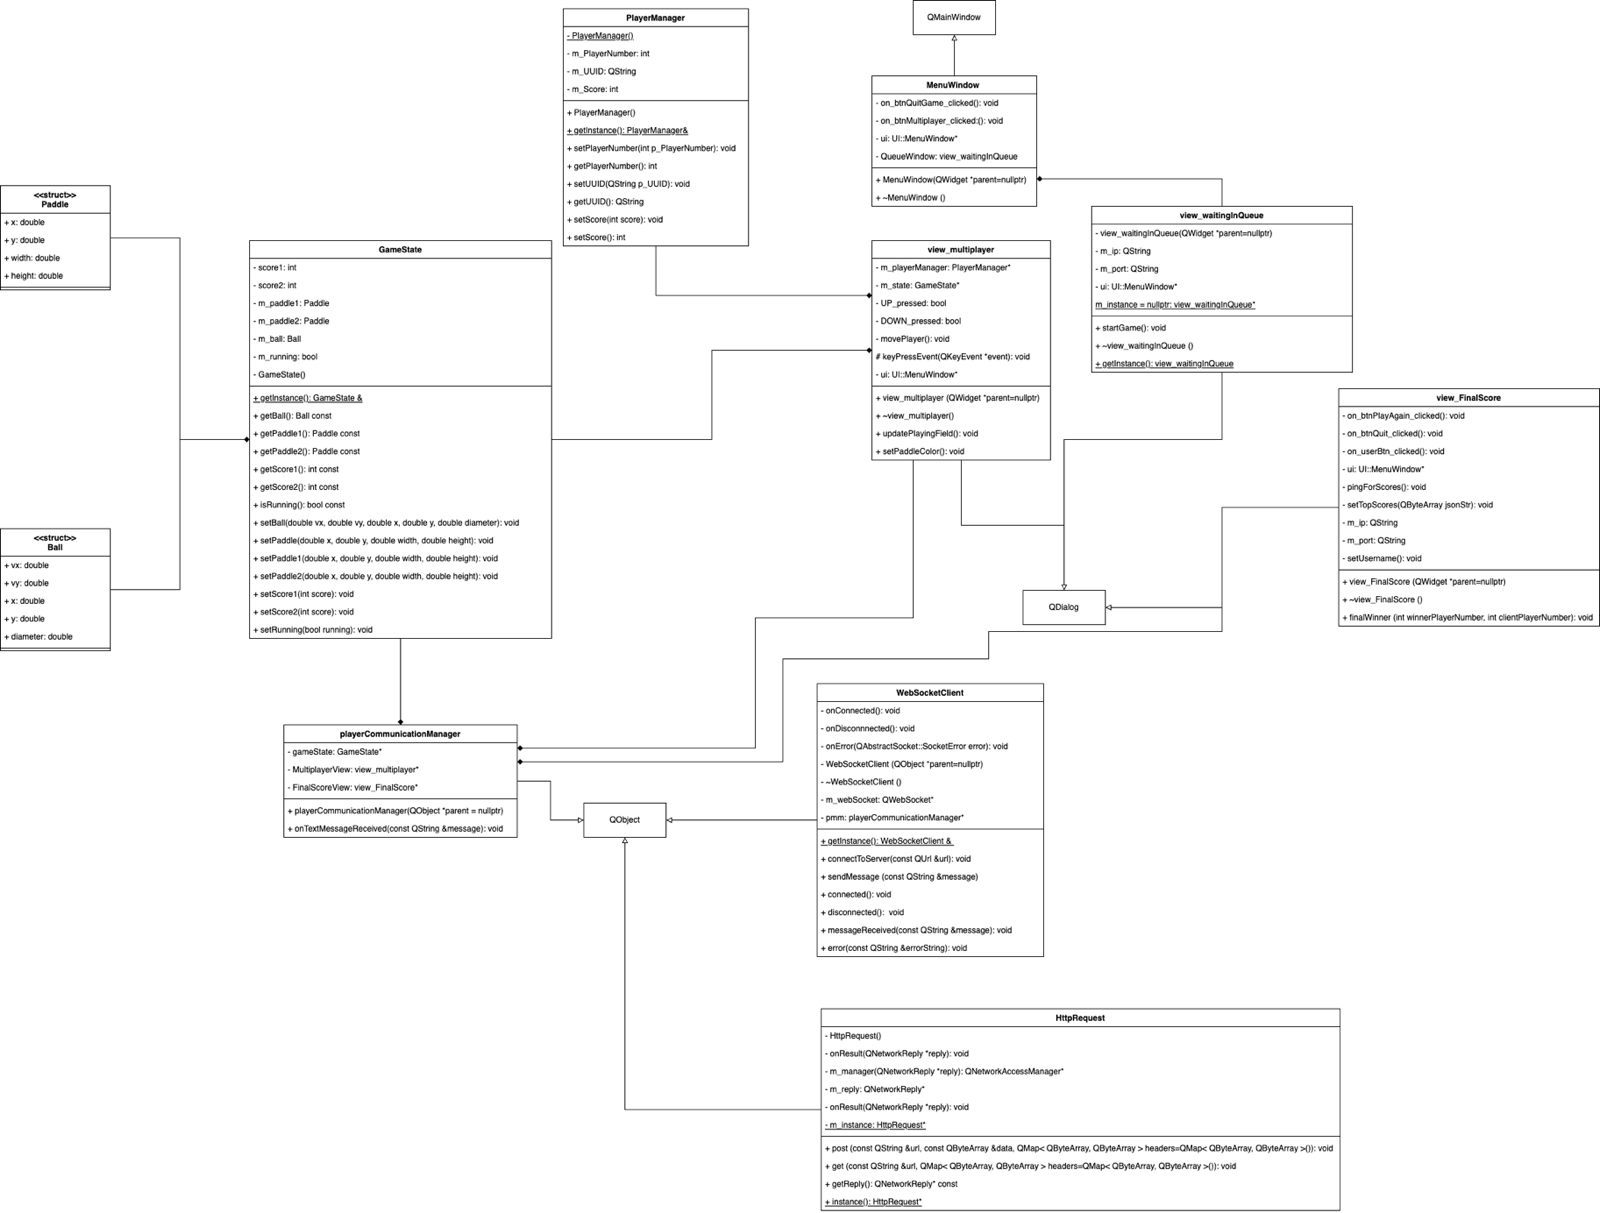 PlayerManager
- PlayerManager()
- m_PlayerNumber: int
- m_UUID: QString
- m_Score: int
+ PlayerManager()
+ getInstance(): PlayerManager&
+ setPlayerNumber(int p_PlayerNumber): void
+ getPlayerNumber(): int
+ setUUID(QString p_UUID): void
+ getUUID(): QString
+ setScore(int score): void
+ setScore(): int
QMainWindow
MenuWindow
- on_btnQuitGame_clicked(): void
- on_btnMultiplayer_clicked:(): void
- ui: UI::MenuWindow*
- QueueWindow: view_waitingInQueue
+ MenuWindow(QWidget *parent=nullptr)
+ ~MenuWindow ()
<<struct>>
Paddle
+ x: double
+ y: double
+ width: double
+ height: double
GameState
- score1: int
- score2: int
- m_paddle1: Paddle
- m_paddle2: Paddle
- m_ball: Ball
- m_running: bool
- GameState()
+ getInstance(): GameState &
+ getBall(): Ball const
+ getPaddle1(): Paddle const
+ getPaddle2(): Paddle const
+ getScore1(): int const
+ getScore2(): int const
+ isRunning(): bool const
+ setBall(double vx, double vy, double x, double y, double diameter): void
+ setPaddle(double x, double y, double width, double height): void
+ setPaddle1(double x, double y, double width, double height): void
+ setPaddle2(double x, double y, double width, double height): void
+ setScore1(int score): void
+ setScore2(int score): void
+ setRunning(bool running): void
view_multiplayer
- m_playerManager: PlayerManager*
- m_state: GameState*
- UP_pressed: bool
- DOWN_pressed: bool
- movePlayer(): void
# keyPressEvent(QKeyEvent *event): void
- ui: UI::MenuWindow*
+ view_multiplayer (QWidget *parent=nullptr)
+ ~view_multiplayer()
+ updatePlayingField(): void
+ setPaddleColor(): void
view_waitingInQueue
- view_waitingInQueue(QWidget *parent=nullptr)
- m_ip: QString
- m_port: QString
- ui: UI::MenuWindow*
m_instance = nullptr: view_waitingInQueue*
+ startGame(): void
+ ~view_waitingInQueue ()
+ getInstance(): view_waitingInQueue
view_FinalScore
- on_btnPlayAgain_clicked(): void
- on_btnQuit_clicked(): void
- on_userBtn_clicked(): void
- ui: UI::MenuWindow*
- pingForScores(): void
- setTopScores(QByteArray jsonStr): void
- m_ip: QString
- m_port: QString
- setUsername(): void
+ view_FinalScore (QWidget *parent=nullptr)
+ ~view_FinalScore ()
+ finalWinner (int winnerPlayerNumber, int clientPlayerNumber): void
<<struct>>
Ball
+ vx: double
+ vy: double
+ x: double
+ y: double
+ diameter: double
QDialog
playerCommunicationManager
- gameState: GameState*
- MultiplayerView: view_multiplayer*
- FinalScoreView: view_FinalScore*
+ playerCommunicationManager(QObject *parent = nullptr)
+ onTextMessageReceived(const QString &message): void
QObject
WebSocketClient
- onConnected(): void
- onDisconnnected(): void
- onError(QAbstractSocket::SocketError error): void
- WebSocketClient (QObject *parent=nullptr)
- ~WebSocketClient ()
- m_webSocket: QWebSocket*
- pmm: playerCommunicationManager*
+ getInstance(): WebSocketClient &
+ connectToServer(const QUrl &url): void
+ sendMessage (const QString &message)
+ connected(): void
+ disconnected():  void
+ messageReceived(const QString &message): void
+ error(const QString &errorString): void
HttpRequest
- HttpRequest()
- onResult(QNetworkReply *reply): void
- m_manager(QNetworkReply *reply): QNetworkAccessManager*
- m_reply: QNetworkReply*
- onResult(QNetworkReply *reply): void
- m_instance: HttpRequest*
+ post (const QString &url, const QByteArray &data, QMap< QByteArray, QByteArray > headers=QMap< QByteArray, QByteArray >()): void
+ get (const QString &url, QMap< QByteArray, QByteArray > headers=QMap< QByteArray, QByteArray >()): void
+ getReply(): QNetworkReply* const
+ instance(): HttpRequest*